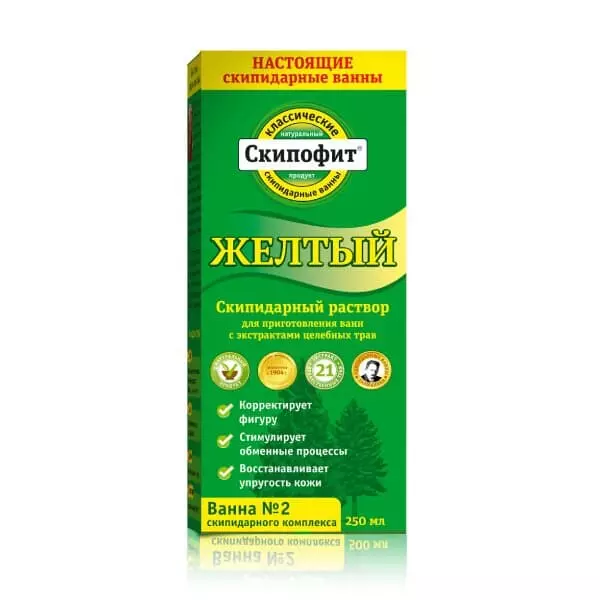 НАСТОЯЩИЕ
скипидарные ванны
классические
натуральный
Скипофит®
продукт
скипидарные ванны
ЖЕЛТЫЙ
Скипидарный раствор
для приготовления ванн
с экстрактами целебных трав
1904
21
Корректирует
фигуру
Стимулирует
обменные процессы
Восстанавливает
упругость кожи
Ванна №2
скипидарного комплекса
250 мл